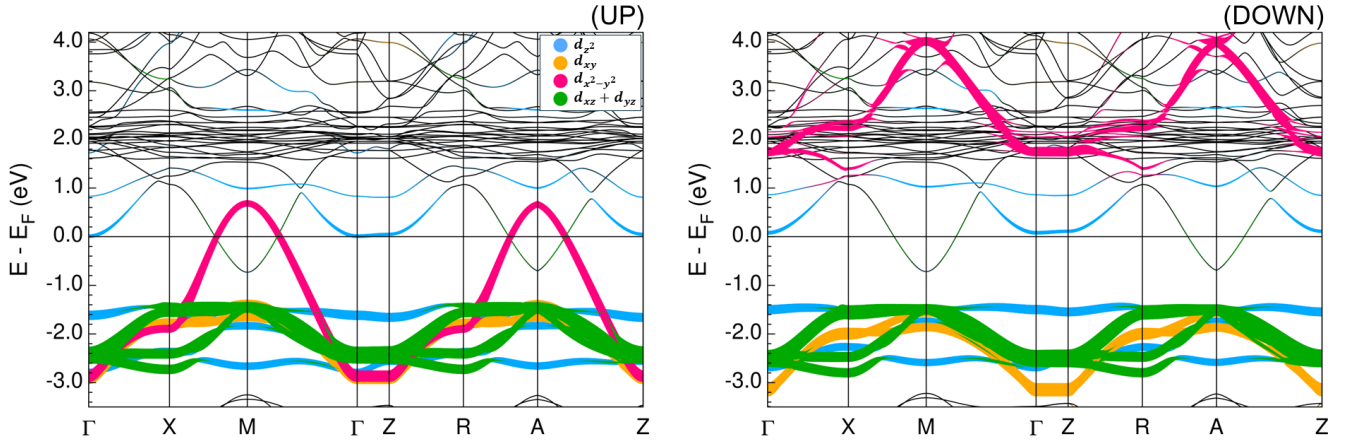 (UP)
(DOWN)
E - E_F (eV)
4.0
3.0
2.0
1.0
0.0
-1.0
-2.0
-3.0
d_{z^2}
d_{xy}
d_{x^2-y^2}
d_{xz} + d_{yz}
Γ X M Γ Z R A Z
E - E_F (eV)
4.0
3.0
2.0
1.0
0.0
-1.0
-2.0
-3.0
Γ X M Γ Z R A Z